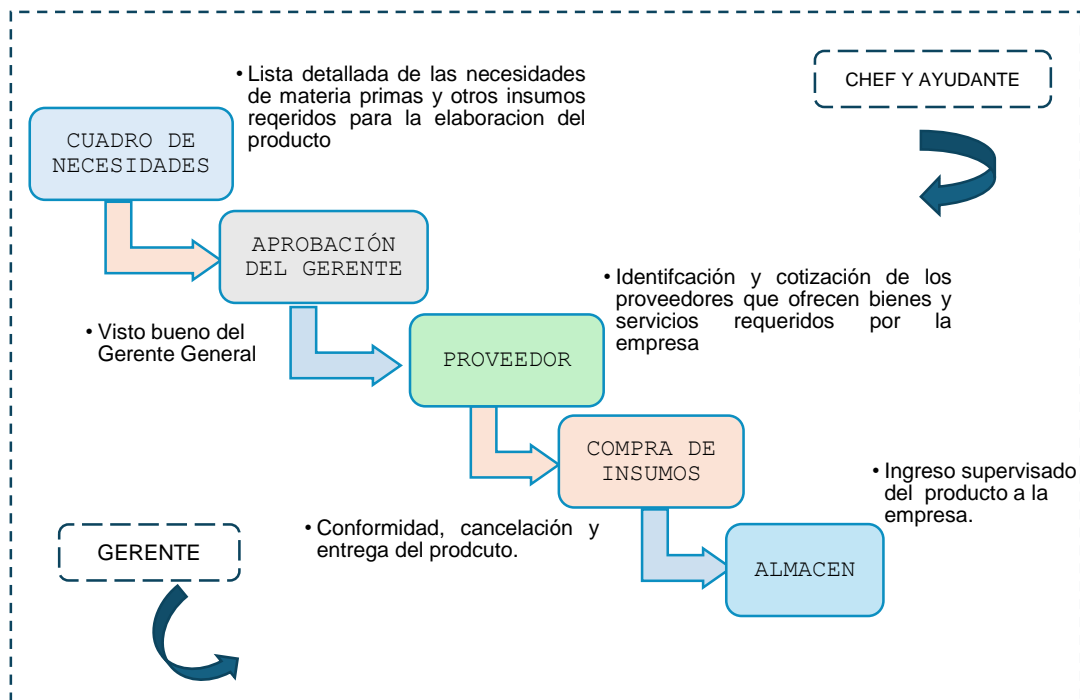 • Lista detallada de las necesidades
de materia primas y otros insumos
reqeridos para la elaboracion del
producto
CHEF Y AYUDANTE
CUADRO DE
NECESIDADES
APROBACIÓN
DEL GERENTE
• Identifcación y cotización de los
proveedores que ofrecen bienes y
servicios requeridos por la
empresa
• Visto bueno del
Gerente General
PROVEEDOR
COMPRA DE
INSUMOS
• Ingreso supervisado
del producto a la
empresa.
• Conformidad, cancelación y
entrega del prodcuto.
GERENTE
ALMACEN